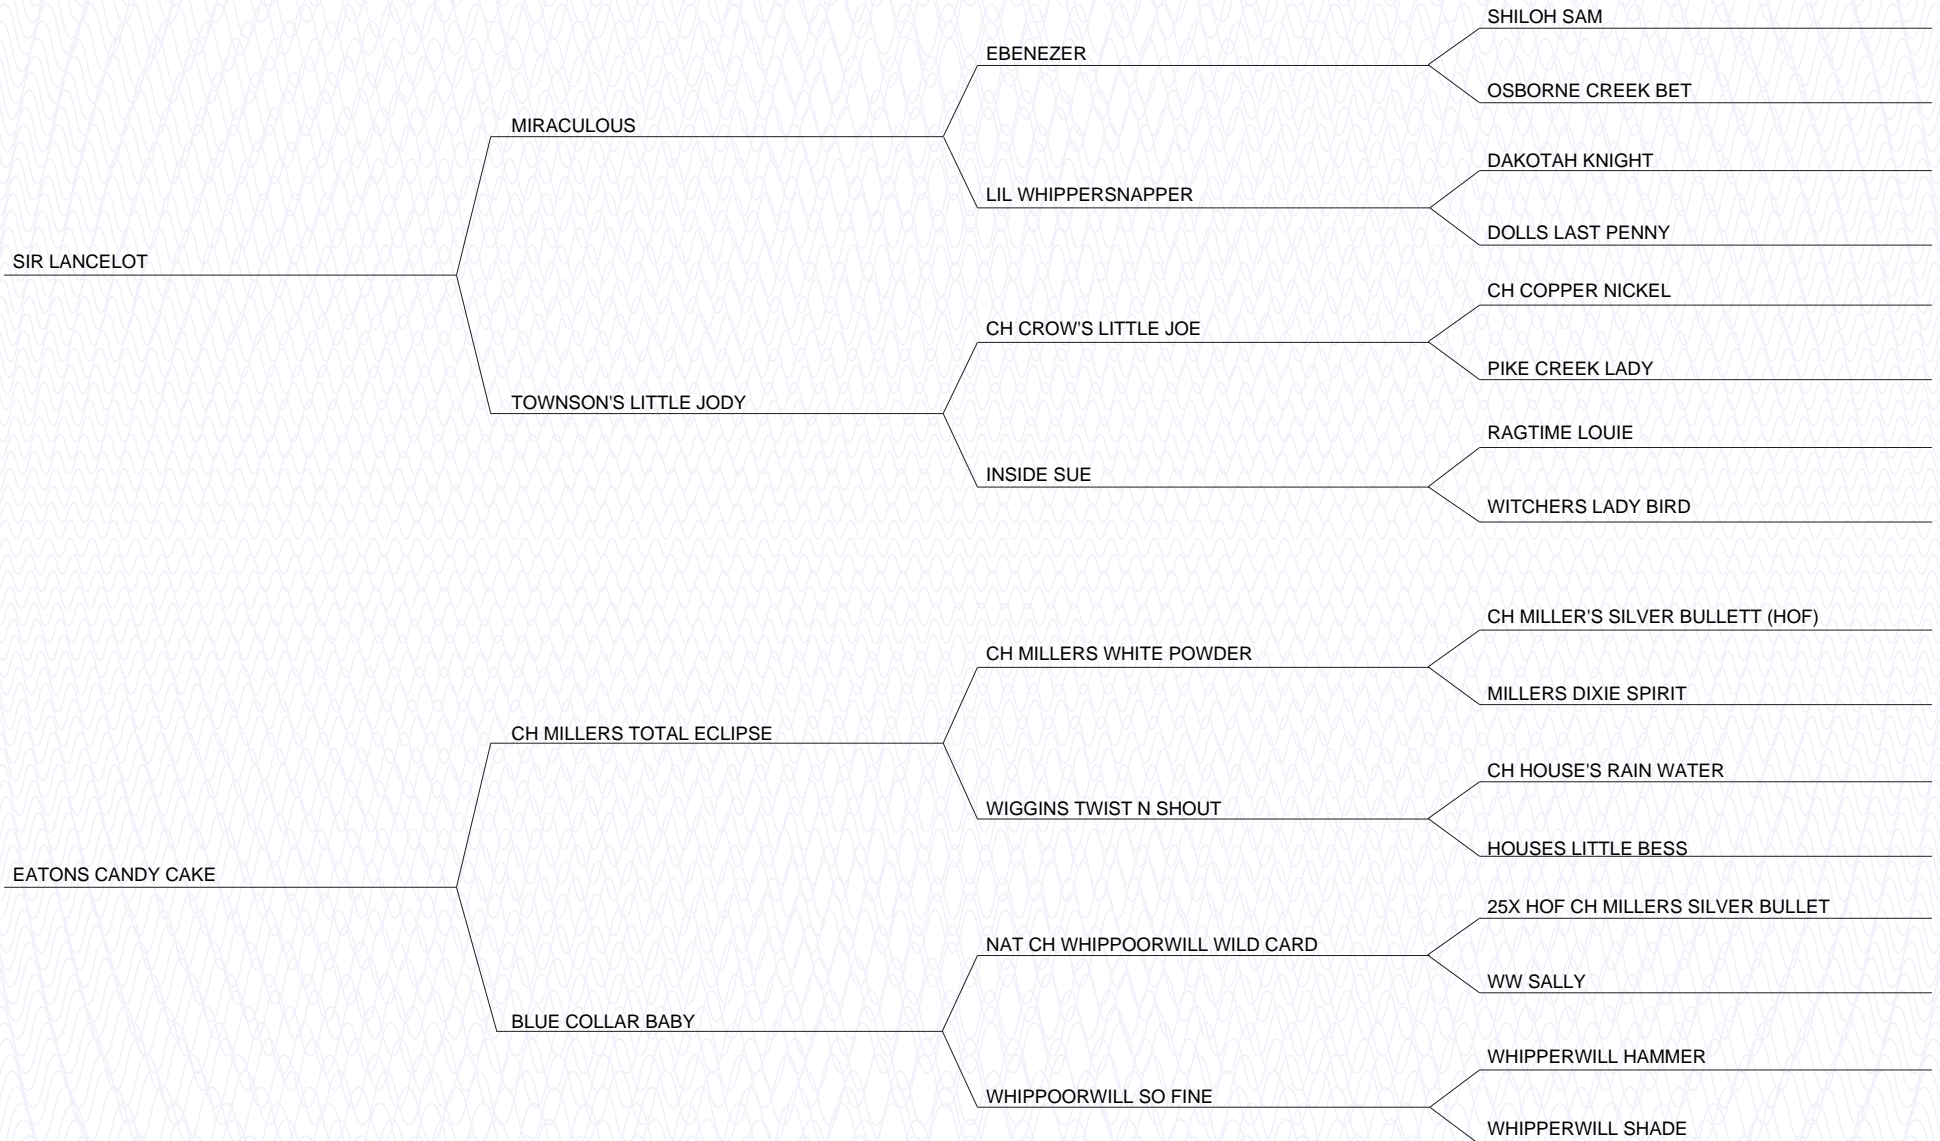 SHILOH SAM
EBENEZER
OSBORNE CREEK BET
MIRACULOUS
DAKOTAH KNIGHT
LIL WHIPPERSNAPPER
DOLLS LAST PENNY
SIR LANCELOT
CH COPPER NICKEL
CH CROW'S LITTLE JOE
PIKE CREEK LADY
TOWNSON'S LITTLE JODY
RAGTIME LOUIE
INSIDE SUE
WITCHERS LADY BIRD
CH MILLER'S SILVER BULLETT (HOF)
CH MILLERS WHITE POWDER
MILLERS DIXIE SPIRIT
CH MILLERS TOTAL ECLIPSE
CH HOUSE'S RAIN WATER
WIGGINS TWIST N SHOUT
HOUSES LITTLE BESS
EATONS CANDY CAKE
25X HOF CH MILLERS SILVER BULLET
NAT CH WHIPPOORWILL WILD CARD
WW SALLY
BLUE COLLAR BABY
WHIPPERWILL HAMMER
WHIPPOORWILL SO FINE
WHIPPERWILL SHADE